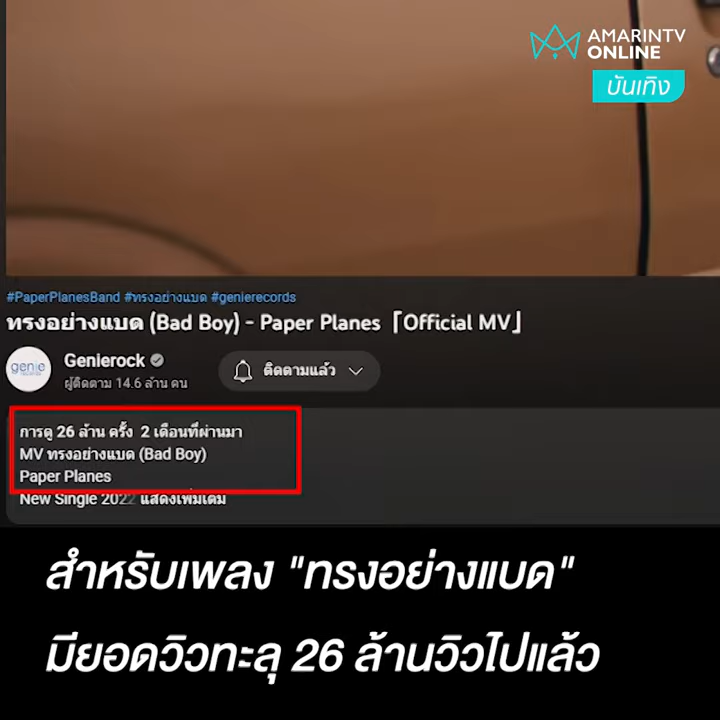 AMARINTV
ONLINE
บันเทิง
#PaperPlanesBand #ทรงอย่างแบด #genierecords
ทรงอย่างแบด (Bad Boy) - Paper Planes「Official MV」
genie
Genierock
ผู้ติดตาม 14.6 ล้าน คน
ติดตามแล้ว
การดู 26 ล้าน ครั้ง 2 เดือนที่ผ่านมา
MV ทรงอย่างแบด (Bad Boy)
Paper Planes
New Single 2022 แสดงเพิ่มเติม
สำหรับเพลง "ทรงอย่างแบด"
มียอดวิวทะลุ 26 ล้านวิวไปแล้ว